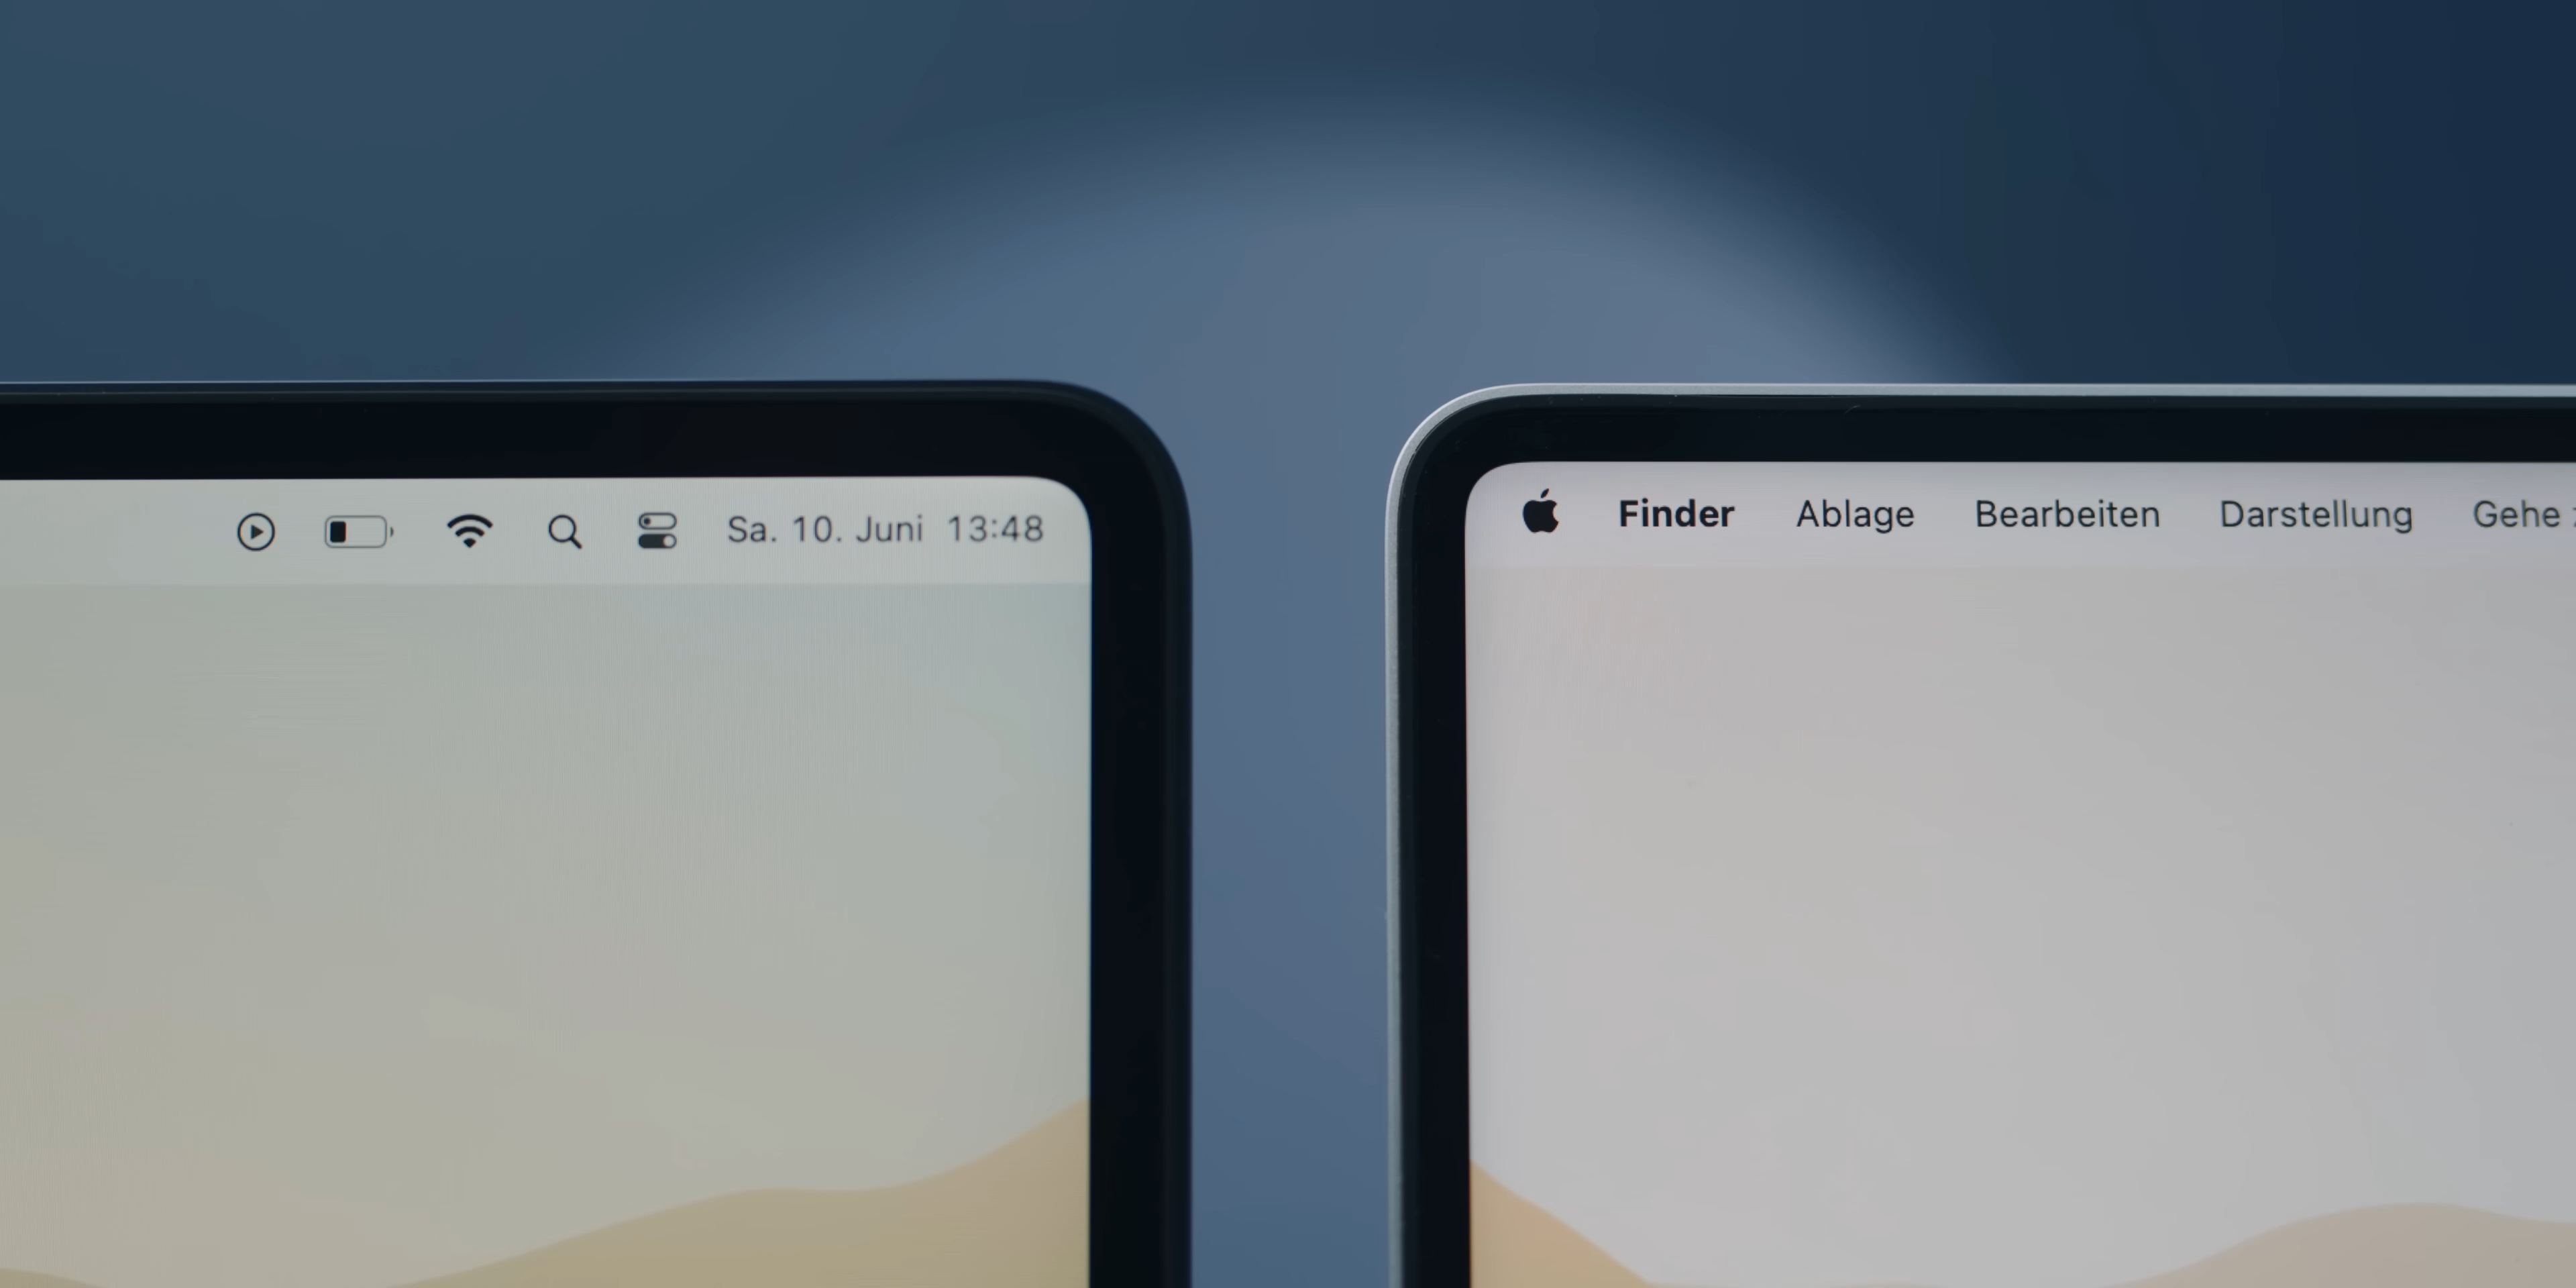 Sa. 10. Juni 13:48
Finder Ablage Bearbeiten Darstellung Gehe